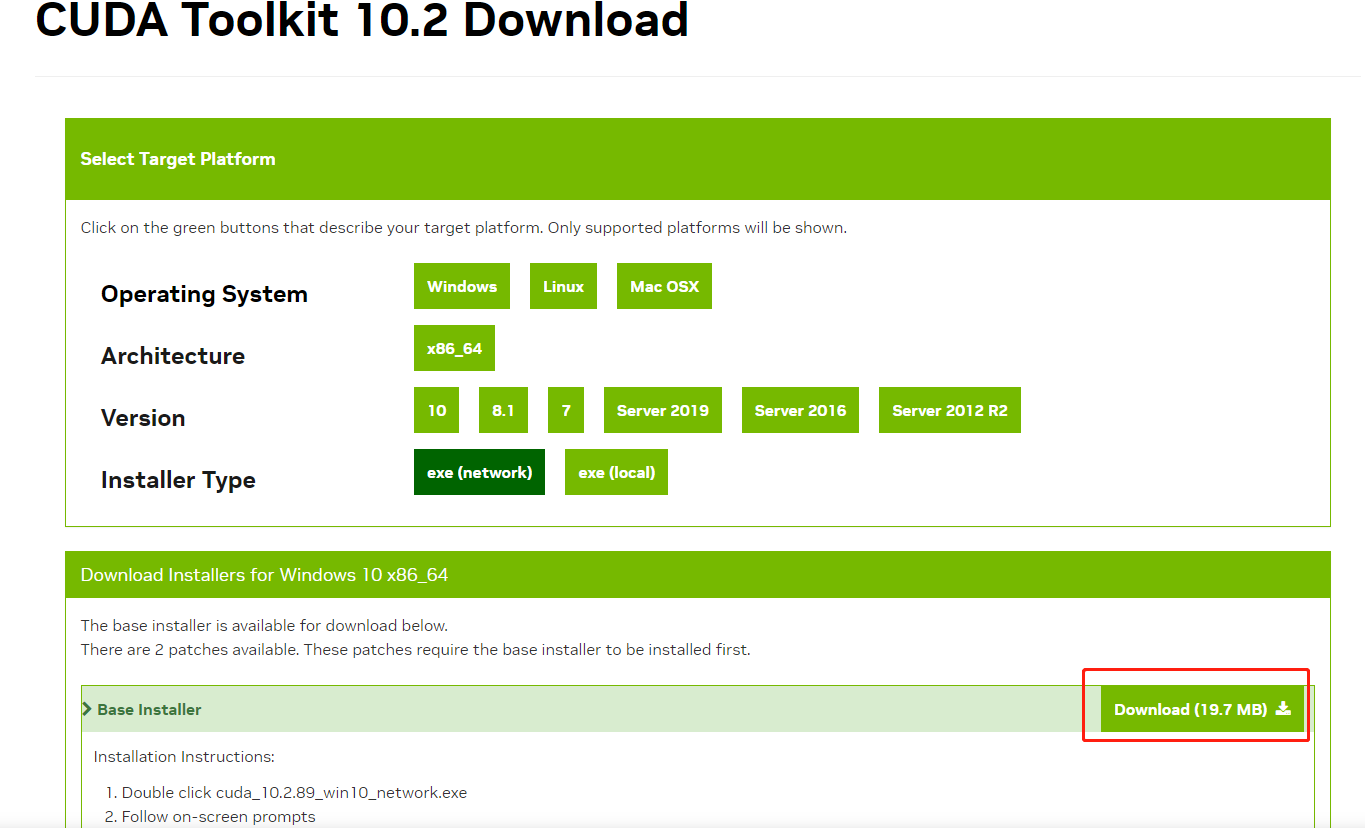 CUDA Toolkit 10.2 Download
Select Target Platform
Click on the green buttons that describe your target platform. Only supported platforms will be shown.
Operating System Windows Linux Mac OSX
Architecture x86_64
Version 10 8.1 7 Server 2019 Server 2016 Server 2012 R2
Installer Type exe (network) exe (local)
Download Installers for Windows 10 x86_64
The base installer is available for download below.
There are 2 patches available. These patches require the base installer to be installed first.
Base Installer Download (19.7 MB)
Installation Instructions:
1. Double click cuda_10.2.89_win10_network.exe
2. Follow on-screen prompts